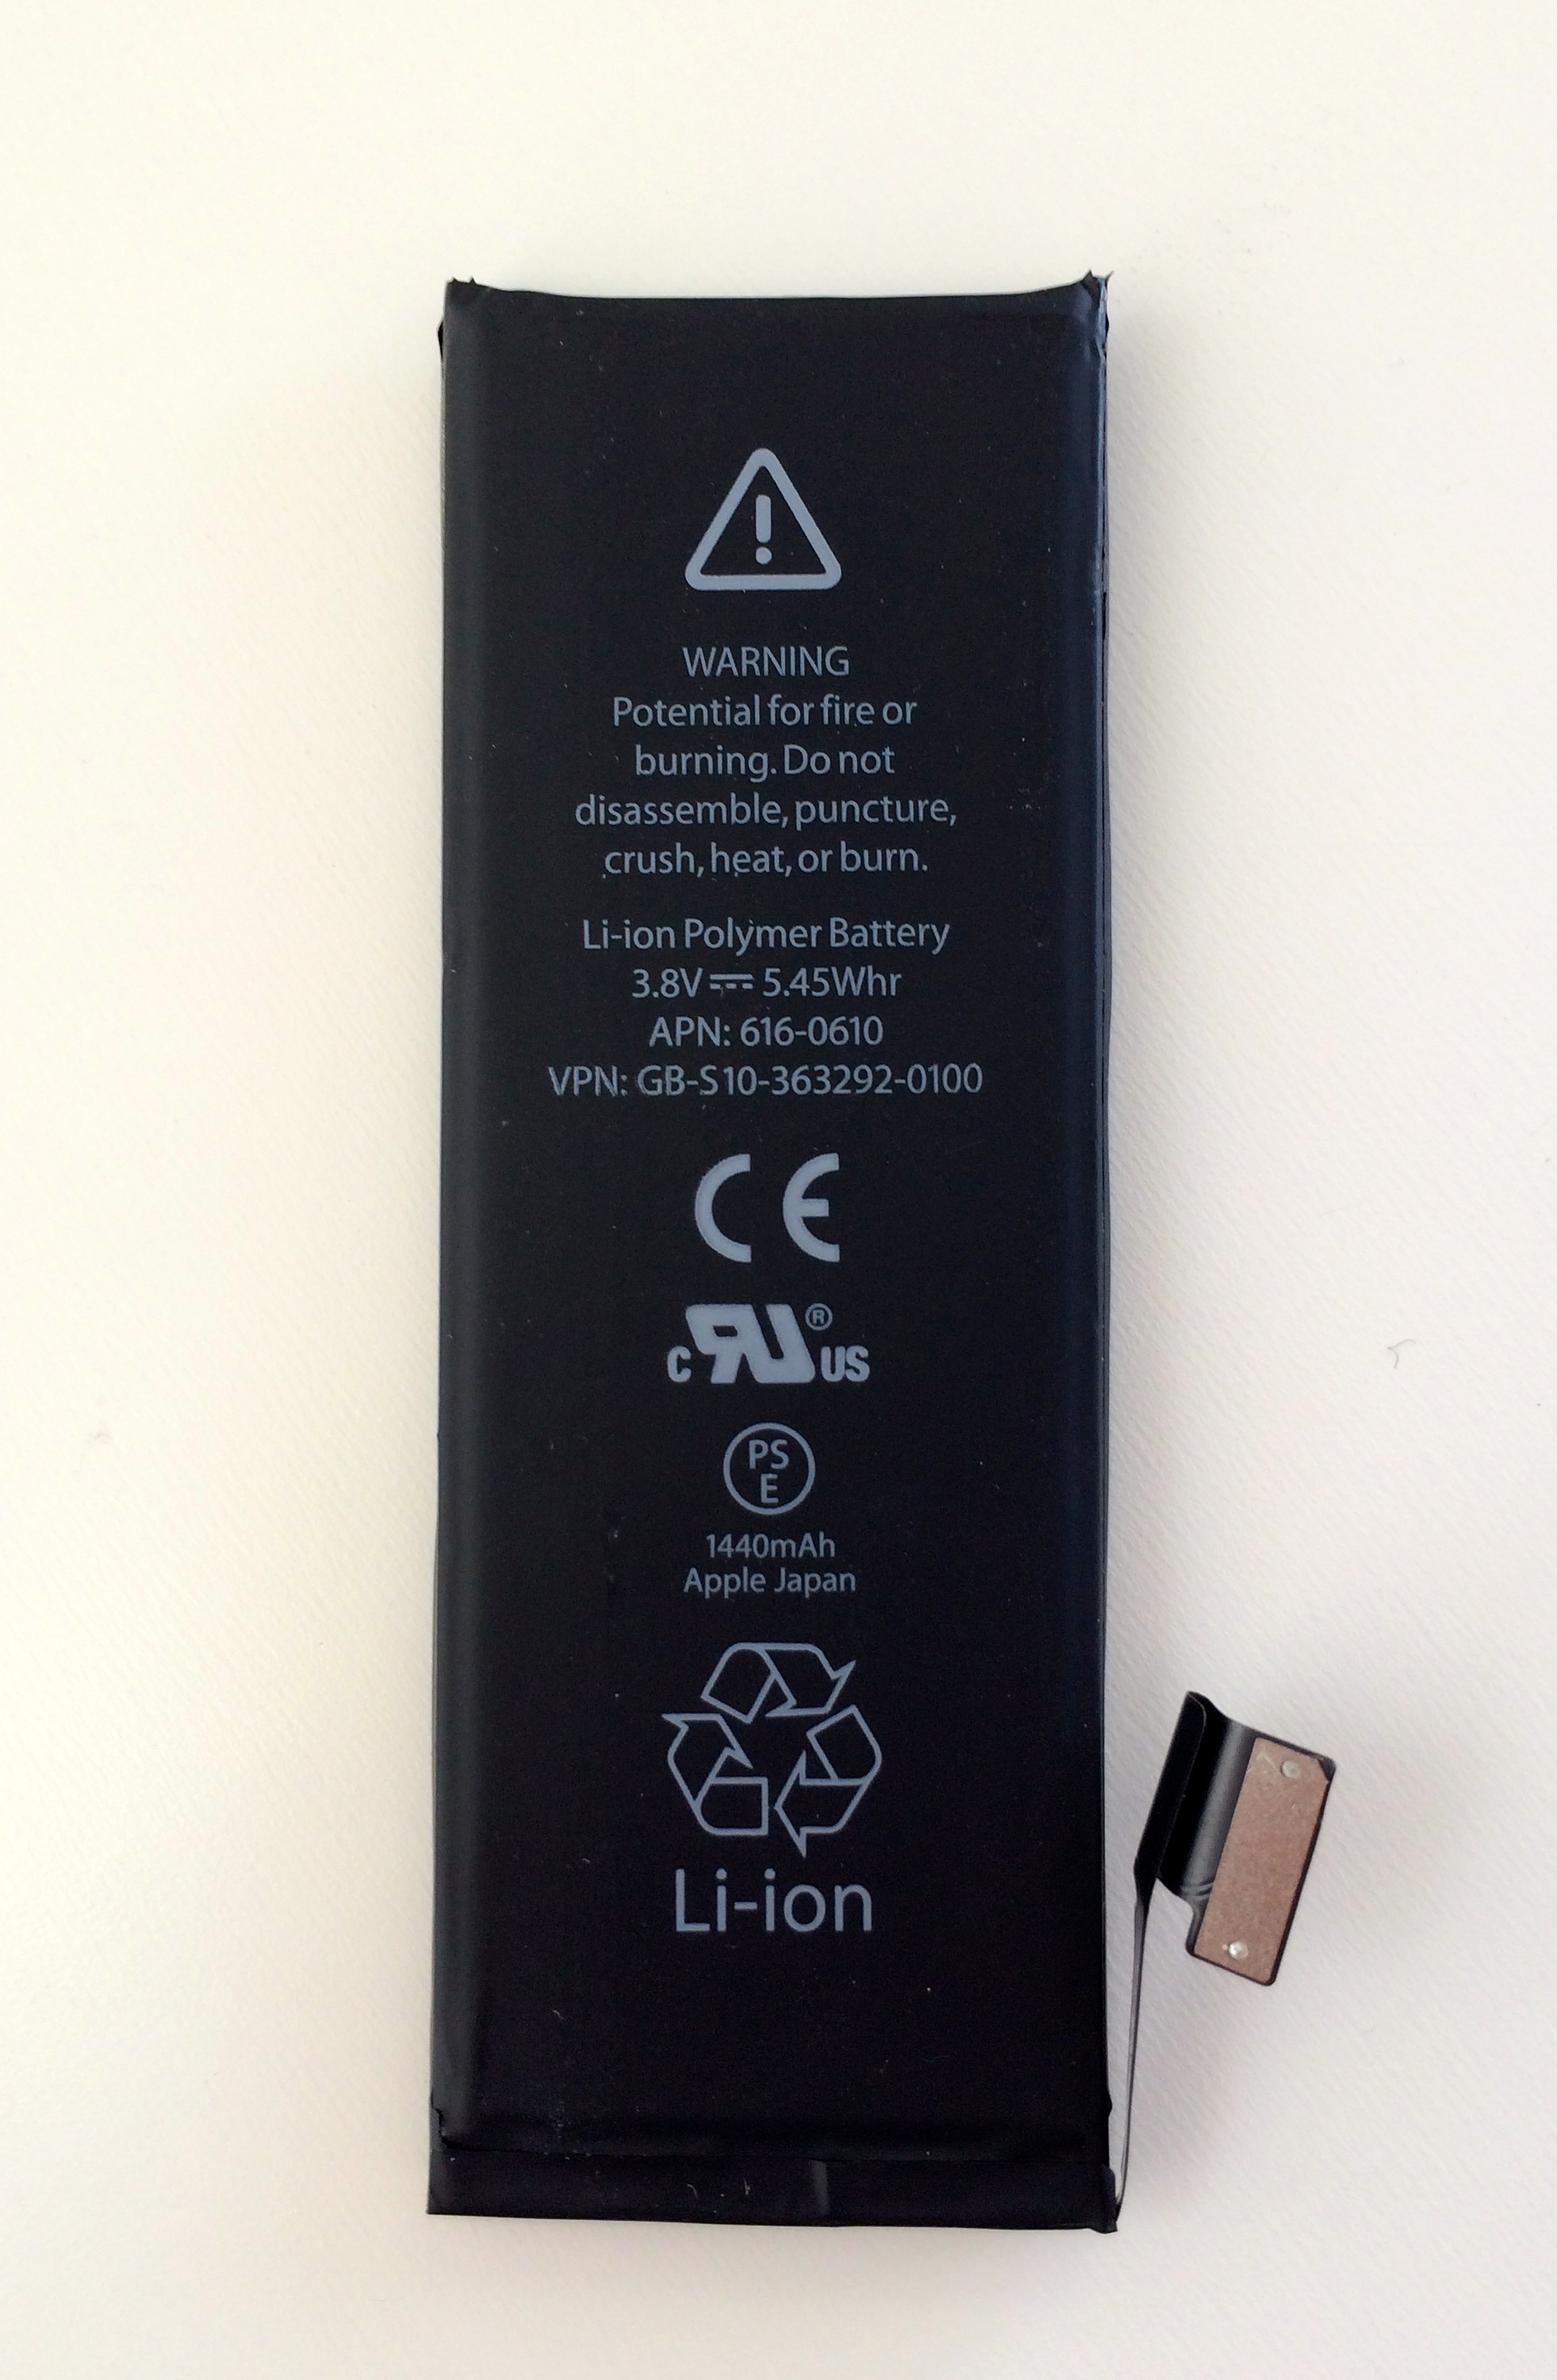 WARNING
Potential for fire or
burning. Do not
disassemble, puncture,
crush, heat, or burn.
Li-ion Polymer Battery
3.8V⎓5.45Whr
APN: 616-0610
VPN: GB-S10-363292-0100
CE
c RU® US
PS
E
1440mAh
Apple Japan
Li-ion